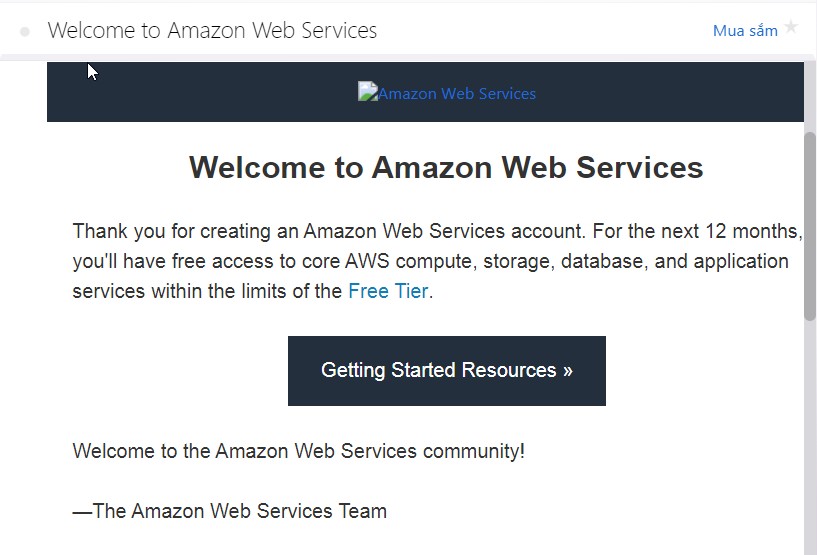 Welcome to Amazon Web Services
Mua sắm
Amazon Web Services
Welcome to Amazon Web Services
Thank you for creating an Amazon Web Services account. For the next 12 months,
you'll have free access to core AWS compute, storage, database, and application
services within the limits of the Free Tier.
Getting Started Resources »
Welcome to the Amazon Web Services community!
—The Amazon Web Services Team